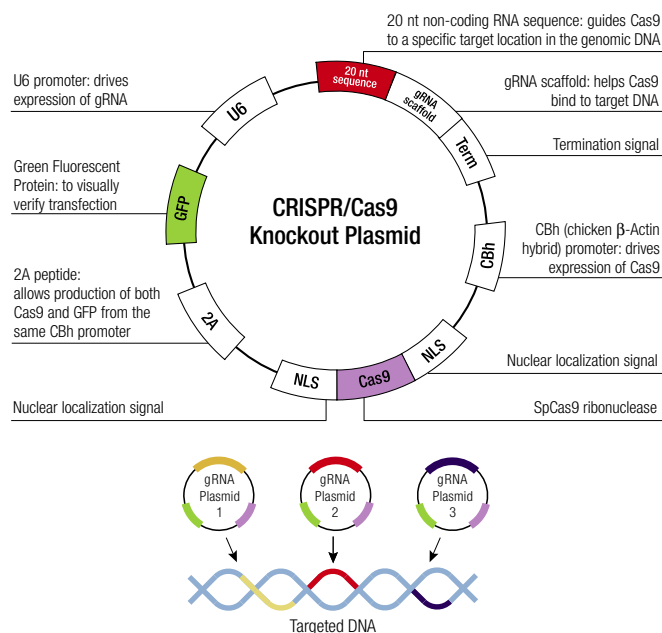 20 nt non-coding RNA sequence: guides Cas9
to a specific target location in the genomic DNA
U6 promoter: drives
expression of gRNA
gRNA scaffold: helps Cas9
bind to target DNA
Termination signal
Green Fluorescent
Protein: to visually
verify transfection
CBh (chicken β-Actin
hybrid) promoter: drives
expression of Cas9
2A peptide:
allows production of both
Cas9 and GFP from the
same CBh promoter
Nuclear localization signal
Nuclear localization signal
SpCas9 ribonuclease
20 nt
sequence
gRNA
scaffold
Term
CBh
NLS
Cas9
NLS
2A
GFP
U6
CRISPR/Cas9
Knockout Plasmid
gRNA
Plasmid
1
gRNA
Plasmid
2
gRNA
Plasmid
3
Targeted DNA